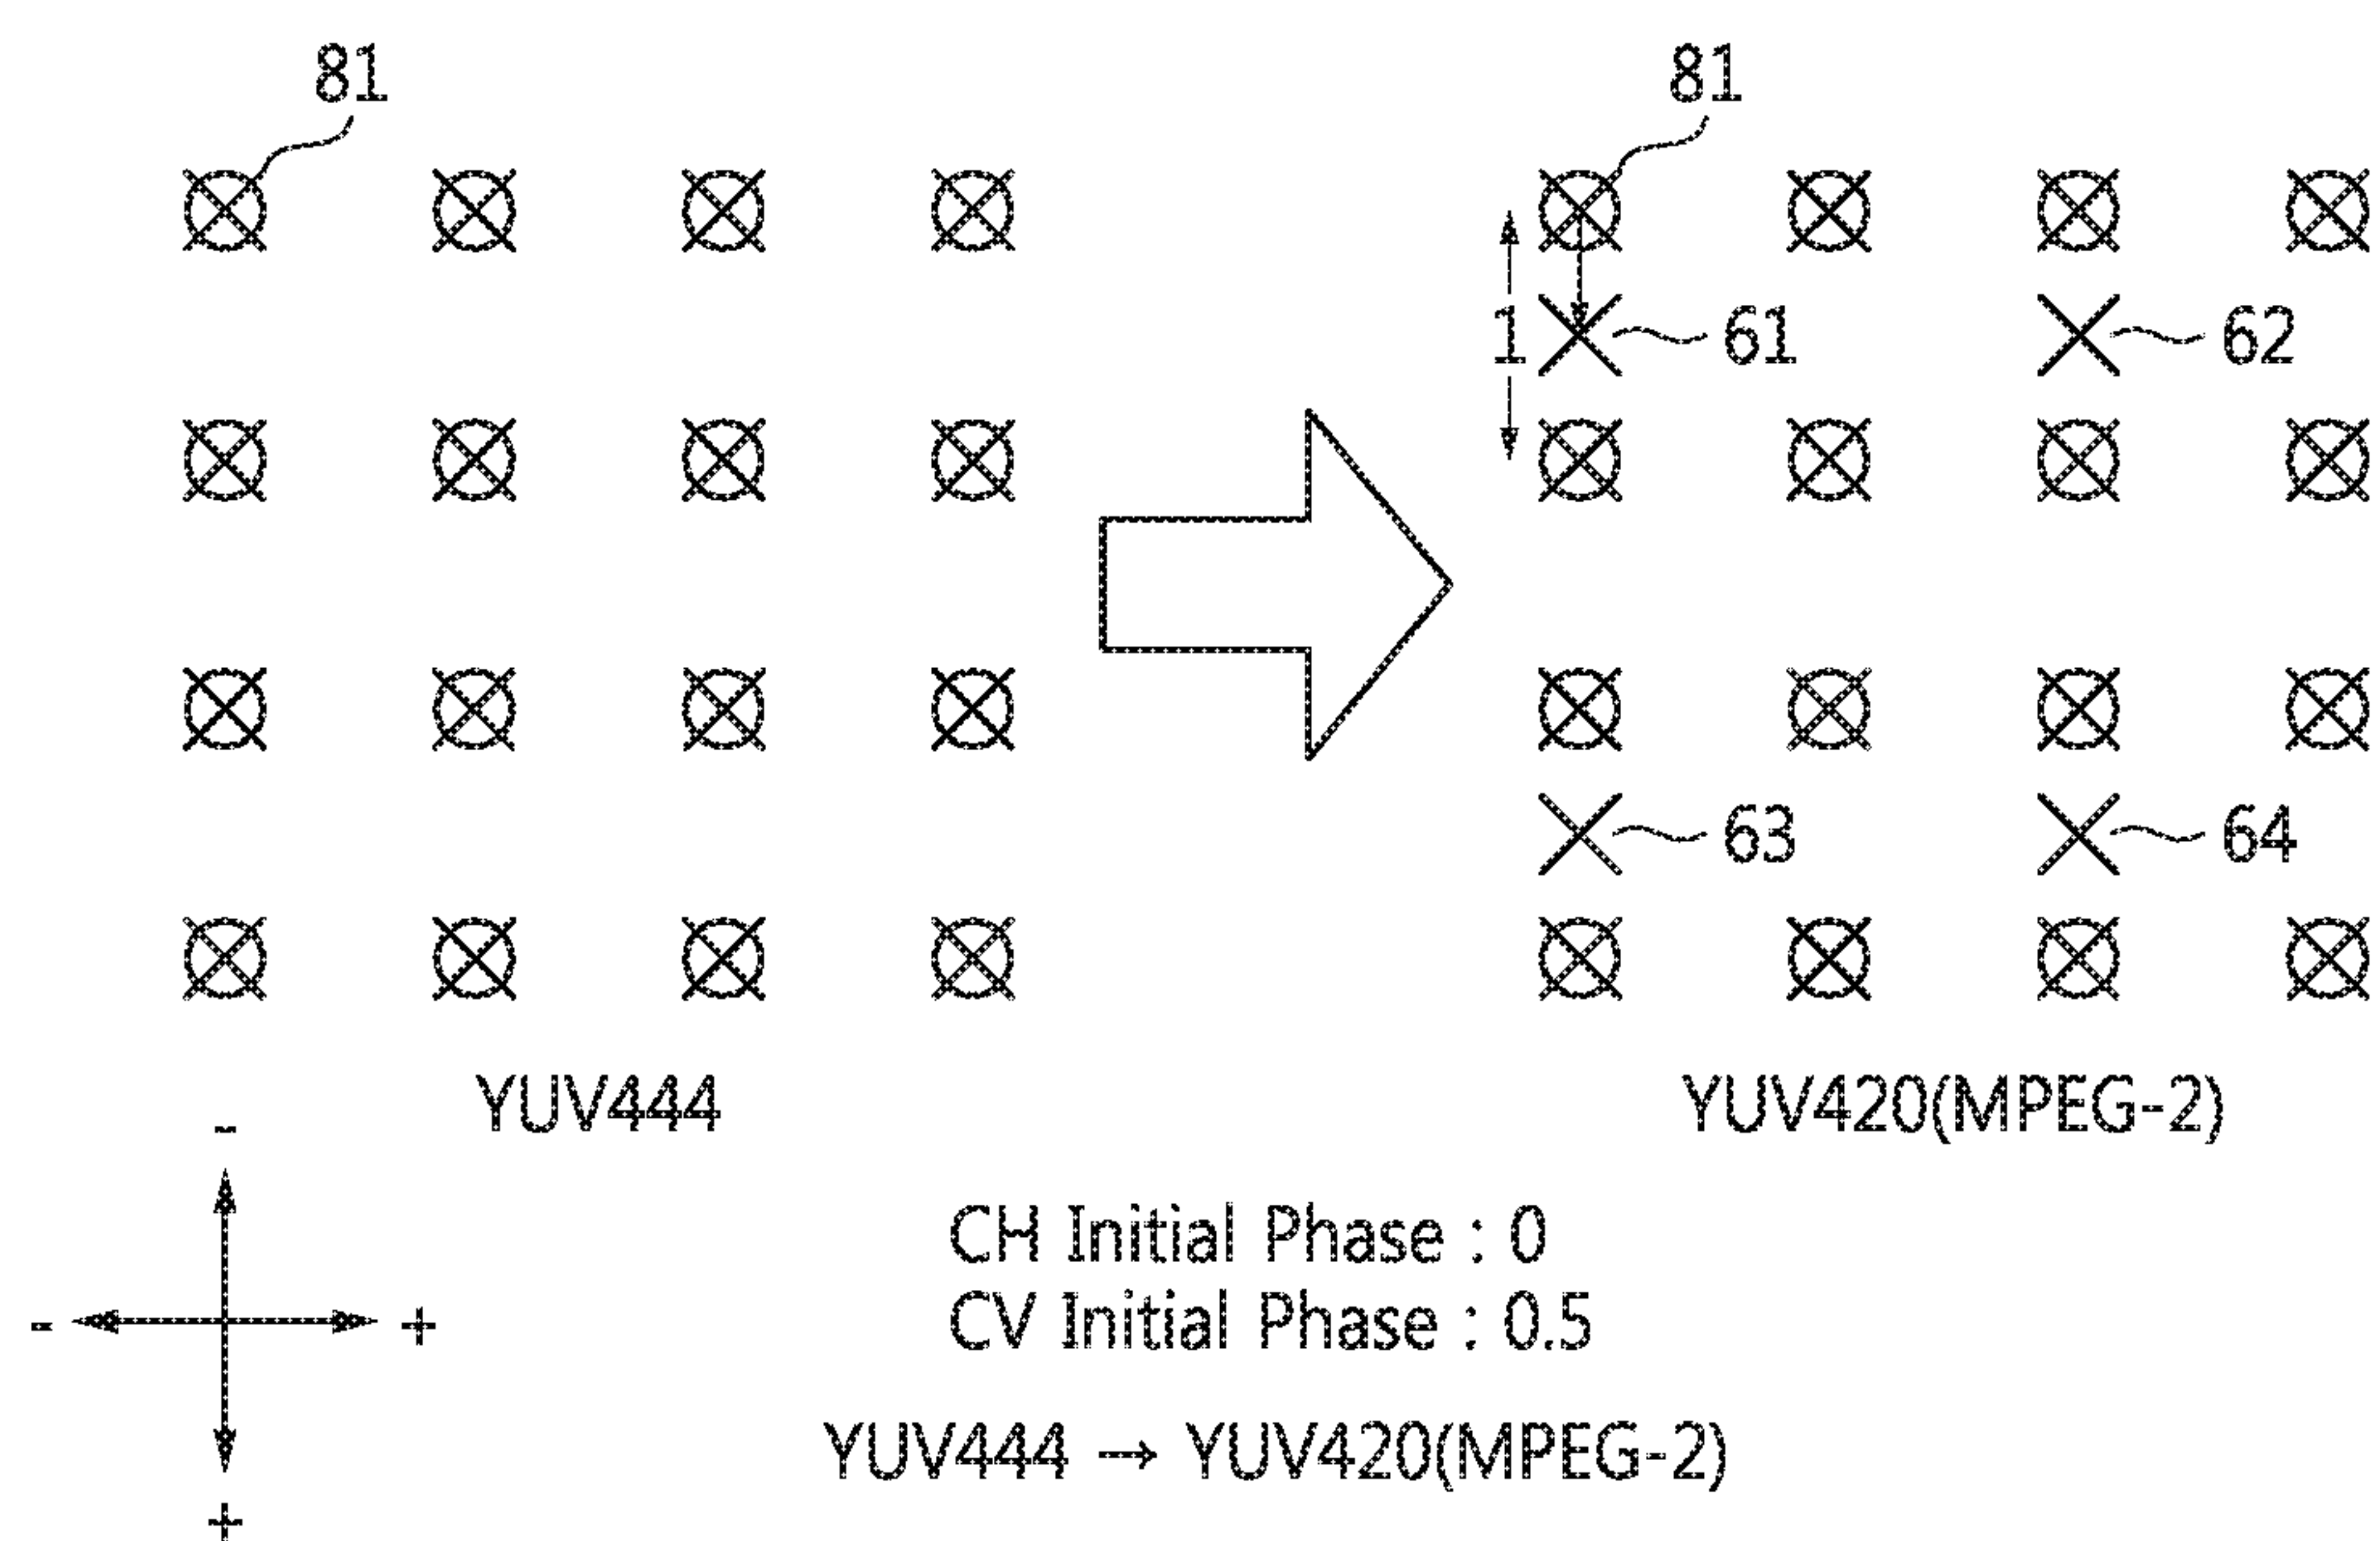 81
81
1
61
62
63
64
YUV444
YUV420(MPEG-2)
-
-
+
+
CH Initial Phase : 0
CV Initial Phase : 0.5
YUV444 → YUV420(MPEG-2)